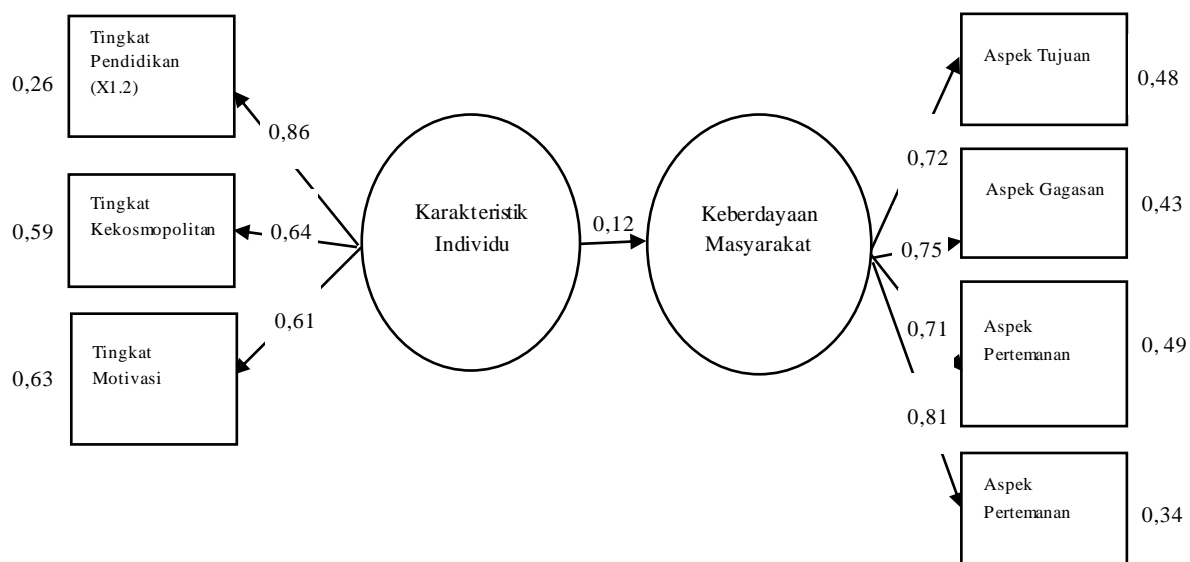 Tingkat
Pendidikan
(X1.2)
0,26
0,86
Tingkat
Kekosmopolitan
0,59
0,64
Tingkat
Motivasi
0,63
0,61
Karakteristik
Individu
0,12
Keberdayaan
Masyarakat
Aspek Tujuan
0,48
0,72
Aspek Gagasan
0,43
0,75
Aspek
Pertemanan
0, 49
0,71
Aspek
Pertemanan
0,34
0,81